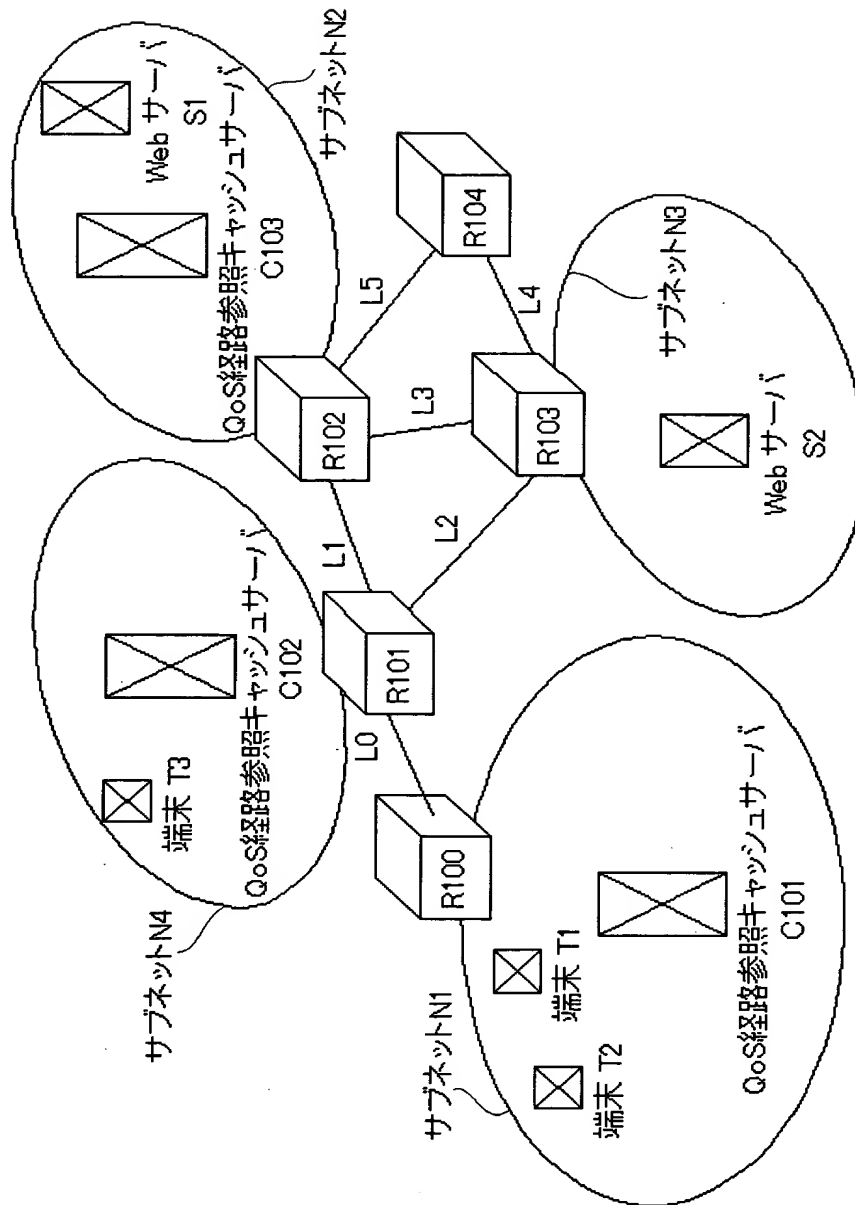 サブネットN4
端末 T3
QoS経路参照キャッシュサーバ
C102
QoS経路参照キャッシュサーバ
C103
Web サーバ
S1
サブネットN2
L0
R101
L1
R102
L5
R104
L3
L2
R100
R103
L4
サブネットN1
端末 T2
端末 T1
QoS経路参照キャッシュサーバ
C101
Web サーバ
S2
サブネットN3